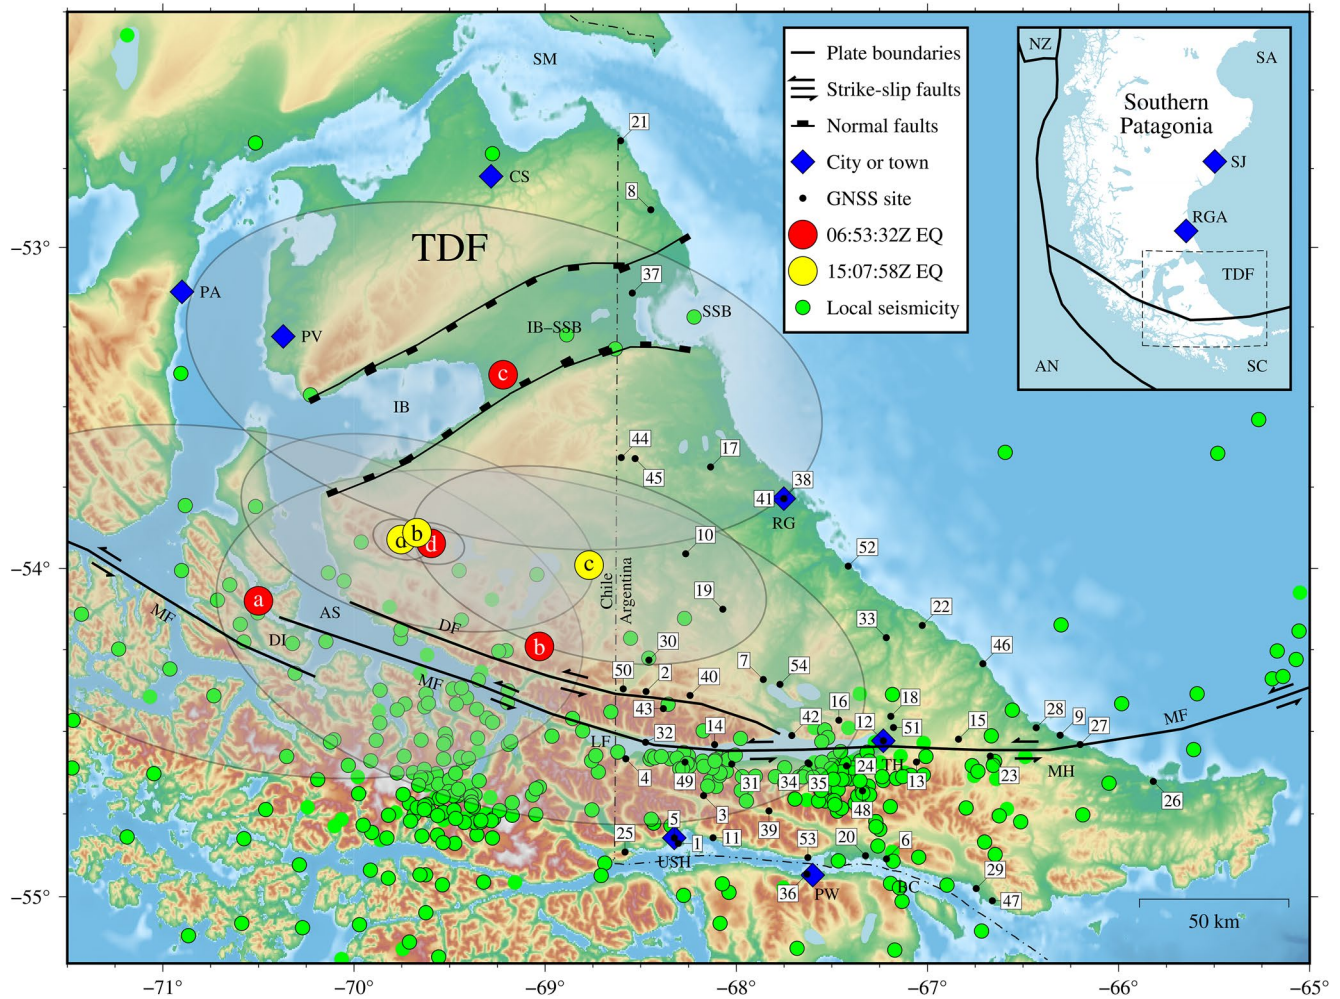 SM
21
CS
8
TDF
37
PA
PV
IB–SSB
SSB
c
IB
44
45
17
38
41
RG
d
b
d
c
10
52
Chile
Argentina
19
a
MF
AS
DI
DF
b
33
22
30
46
50
2
7
54
40
MF
43
LF
32
14
42
16
18
12
51
15
28
9
27
MF
TH
MH
4
49
31
34
35
24
13
23
26
3
48
5
39
25
1
11
53
20
6
USH
36
PW
BC
29
47
50 km
Plate boundaries
Strike-slip faults
Normal faults
City or town
GNSS site
06:53:32Z EQ
15:07:58Z EQ
Local seismicity
NZ
SA
Southern
Patagonia
SJ
RGA
TDF
AN
SC
−53°
−54°
−55°
−71°
−70°
−69°
−68°
−67°
−66°
−65°